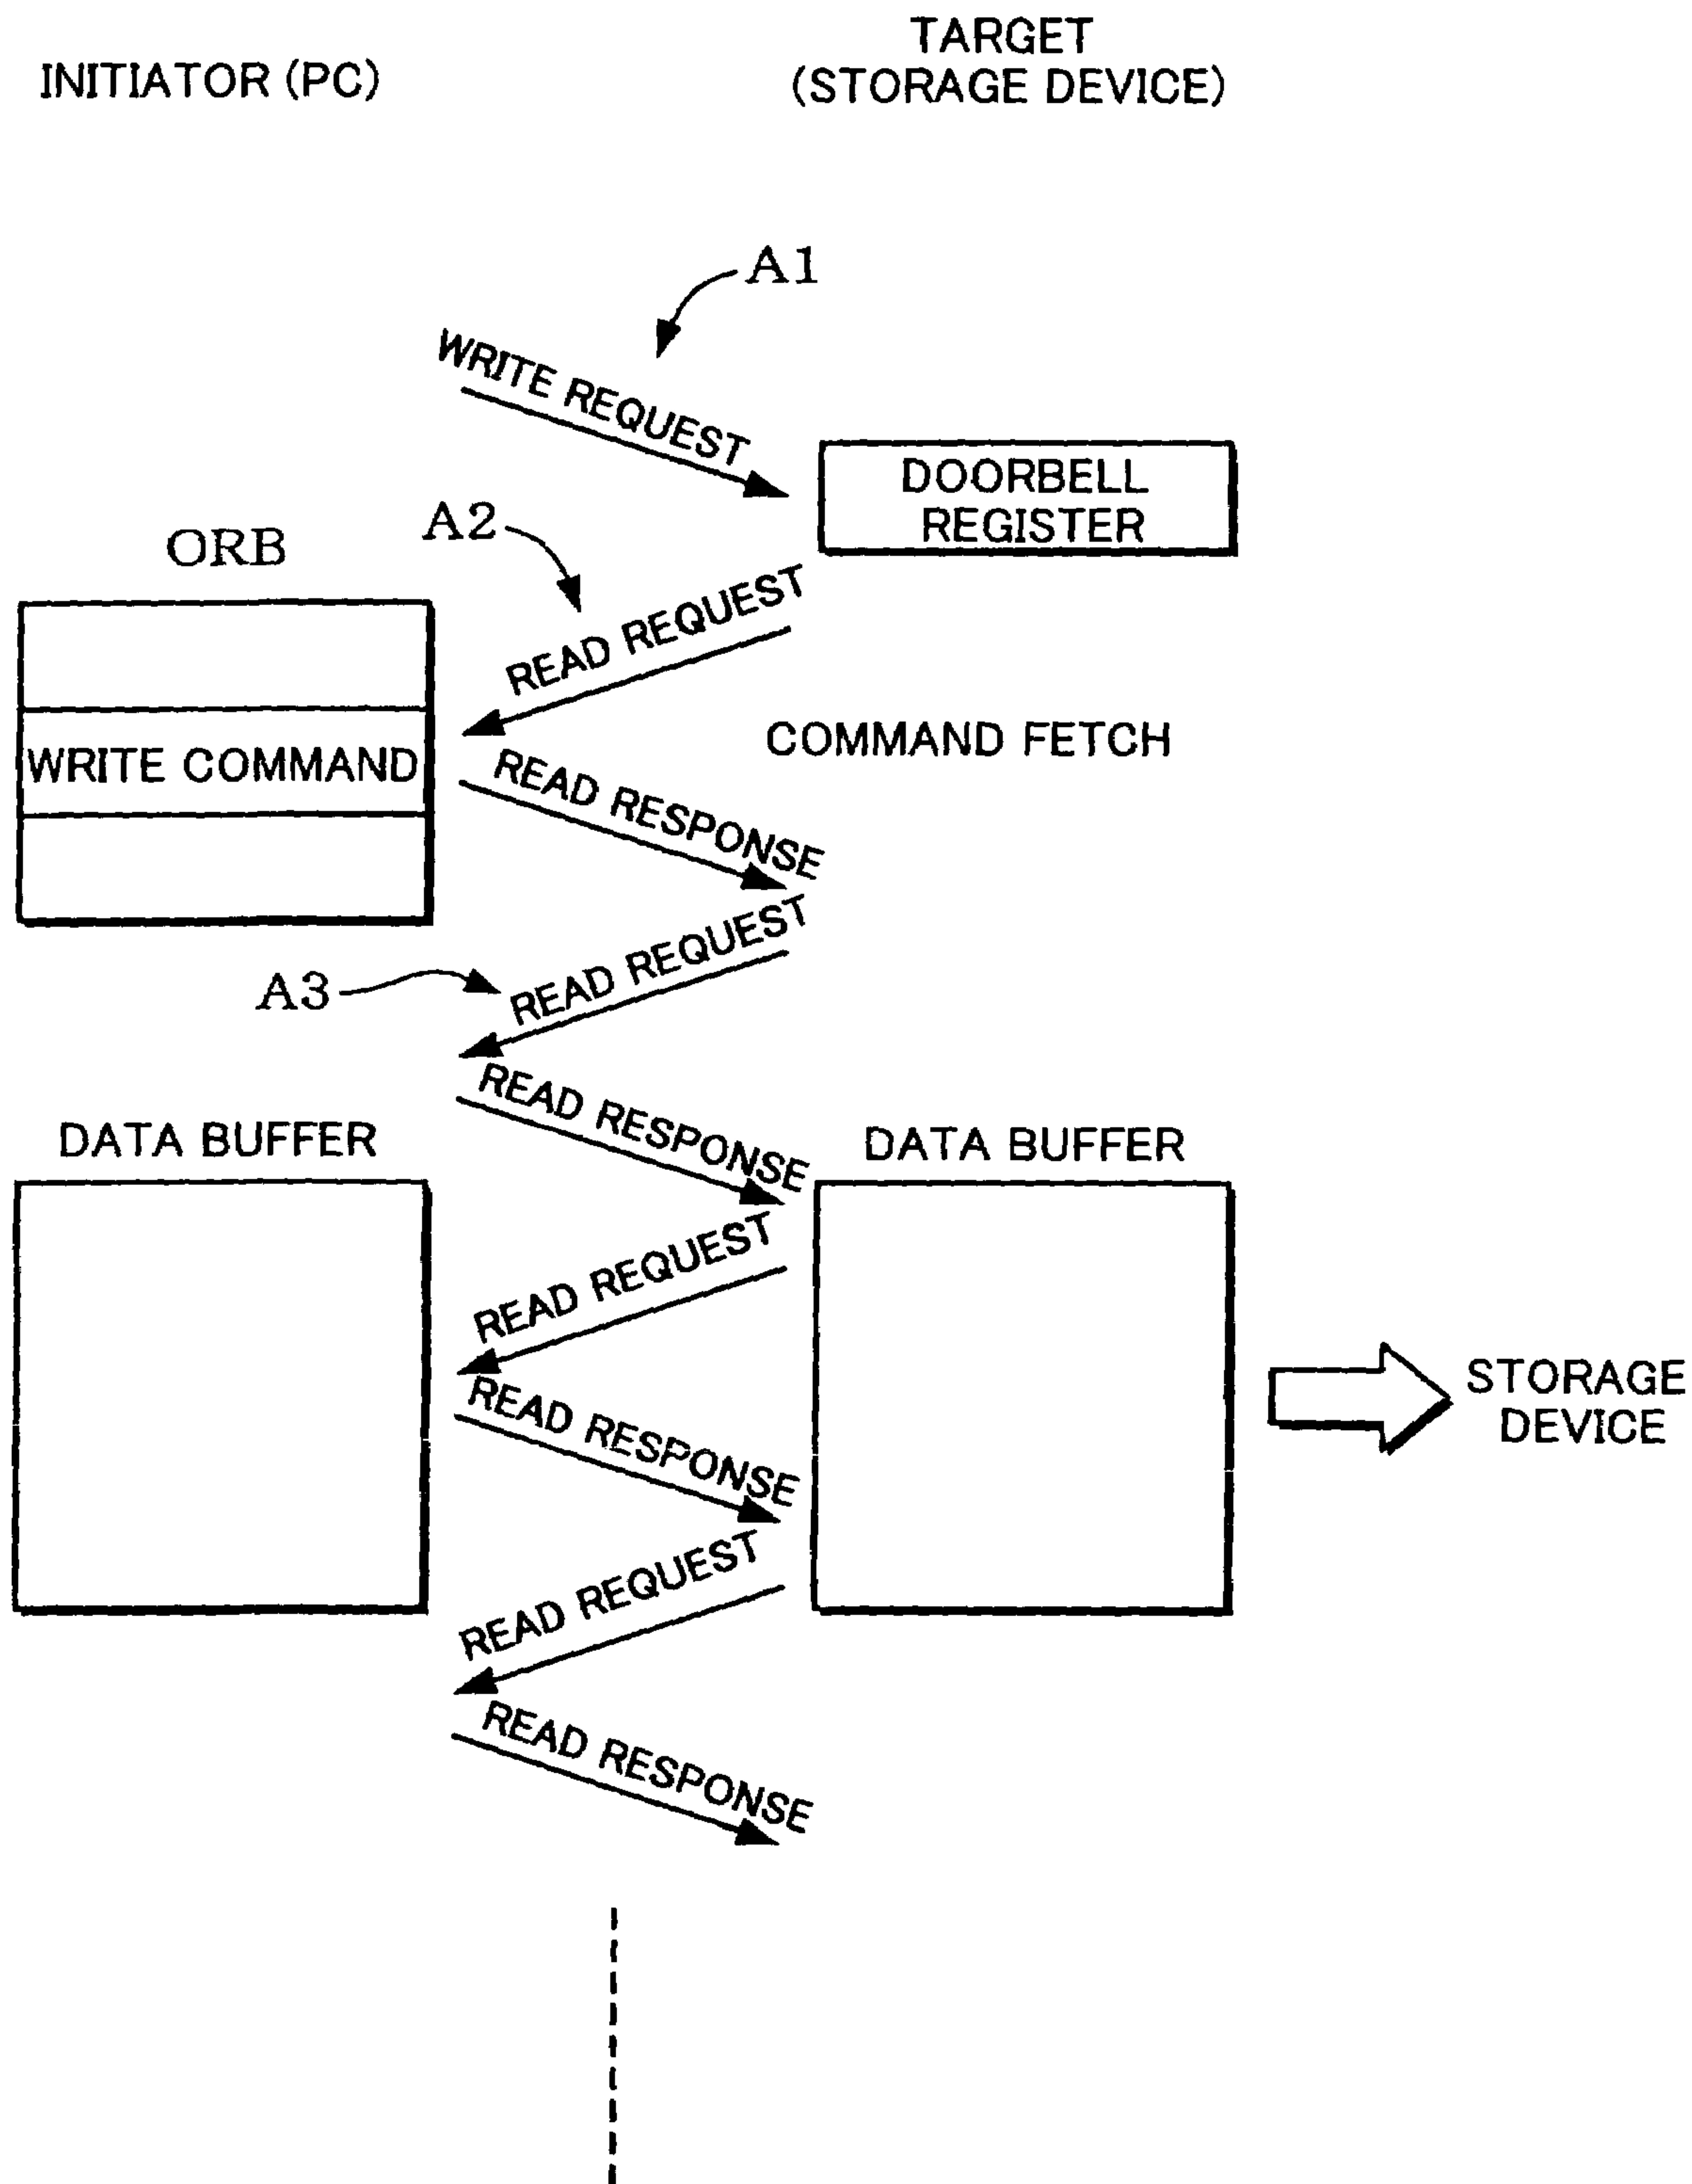 INITIATOR (PC)
TARGET
(STORAGE DEVICE)
A1
WRITE REQUEST
DOORBELL
REGISTER
A2
ORB
READ REQUEST
WRITE COMMAND
COMMAND FETCH
READ RESPONSE
READ REQUEST
A3
READ RESPONSE
DATA BUFFER
DATA BUFFER
READ REQUEST
STORAGE
DEVICE
READ RESPONSE
READ REQUEST
READ RESPONSE